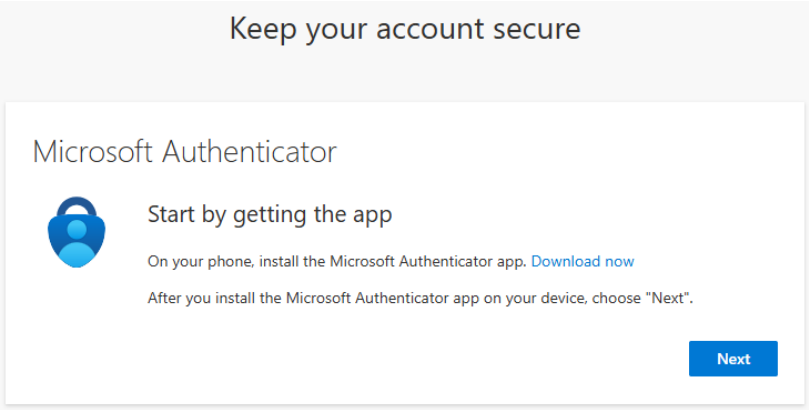 Keep your account secure
Microsoft Authenticator
Start by getting the app
On your phone, install the Microsoft Authenticator app. Download now
After you install the Microsoft Authenticator app on your device, choose "Next".
Next